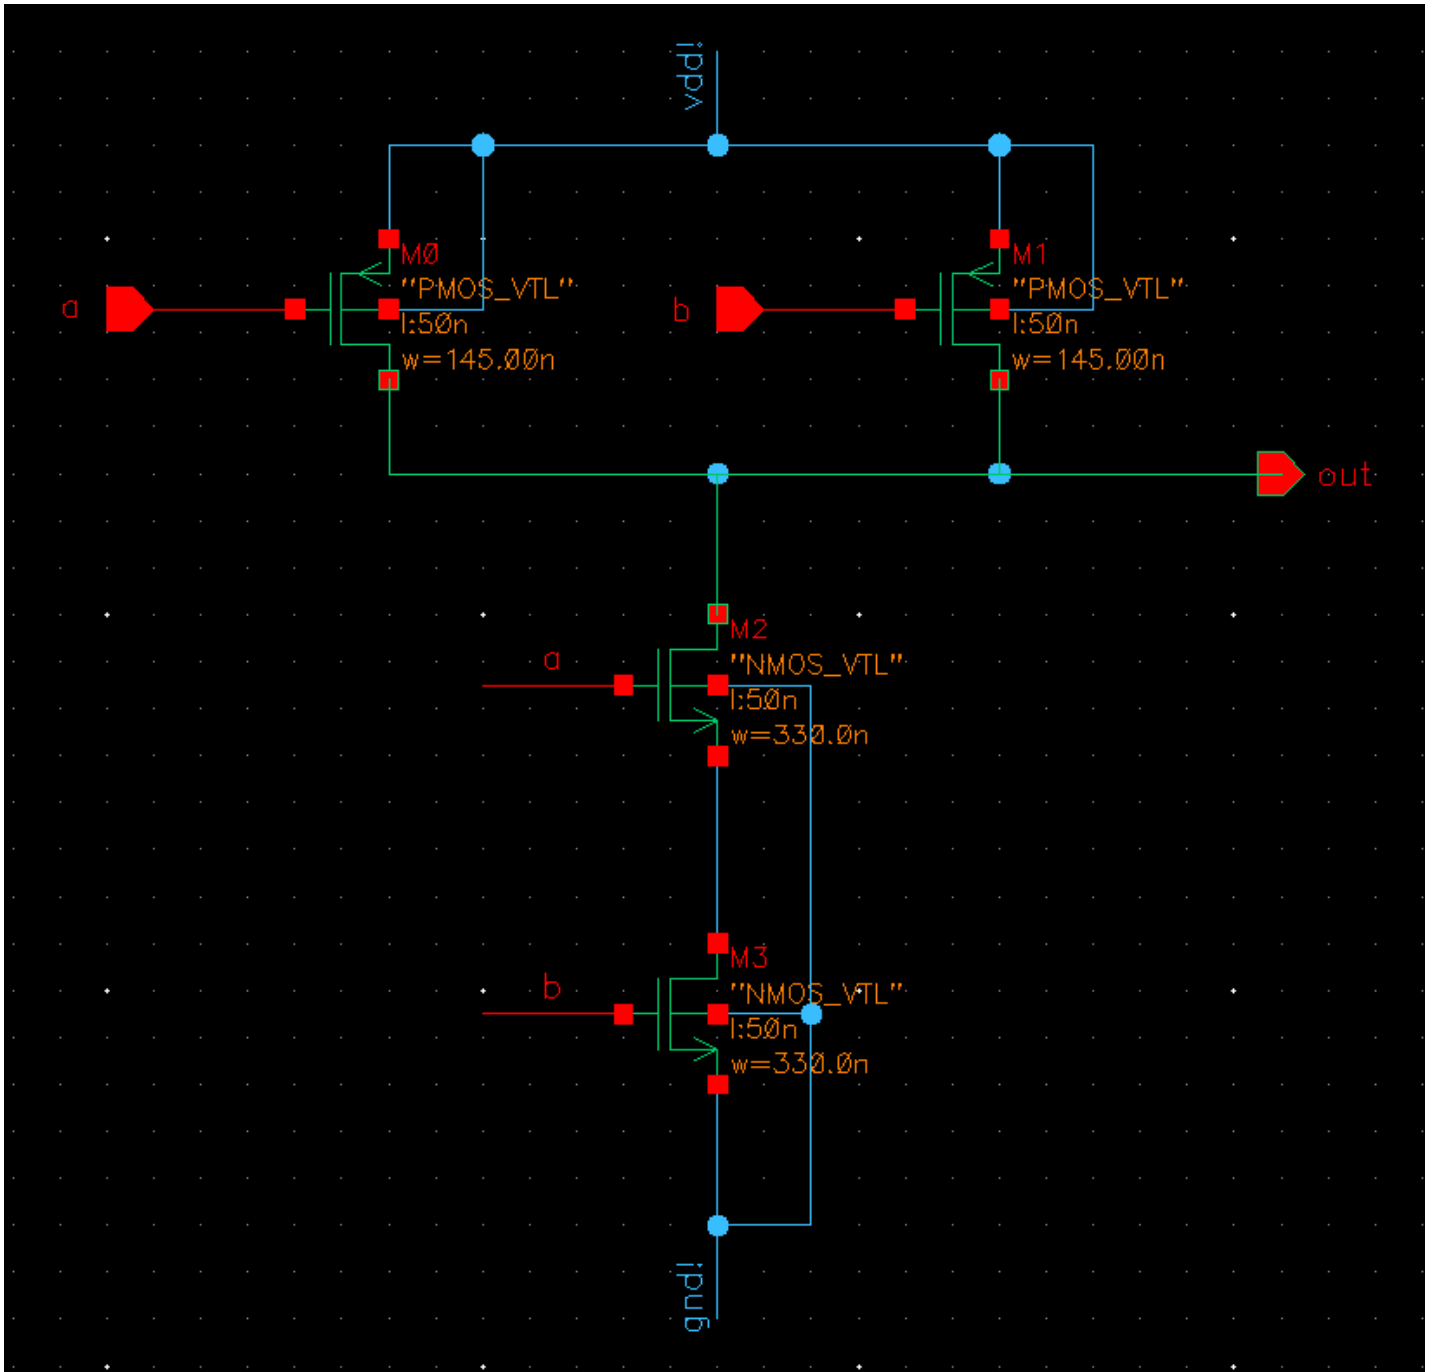 vdd!
M0
"PMOS_VTL"
l:50n
w=145.00n
a
M1
"PMOS_VTL"
l:50n
w=145.00n
b
out
M2
"NMOS_VTL"
l:50n
w=330.0n
a
M3
"NMOS_VTL"
l:50n
w=330.0n
b
gnd!